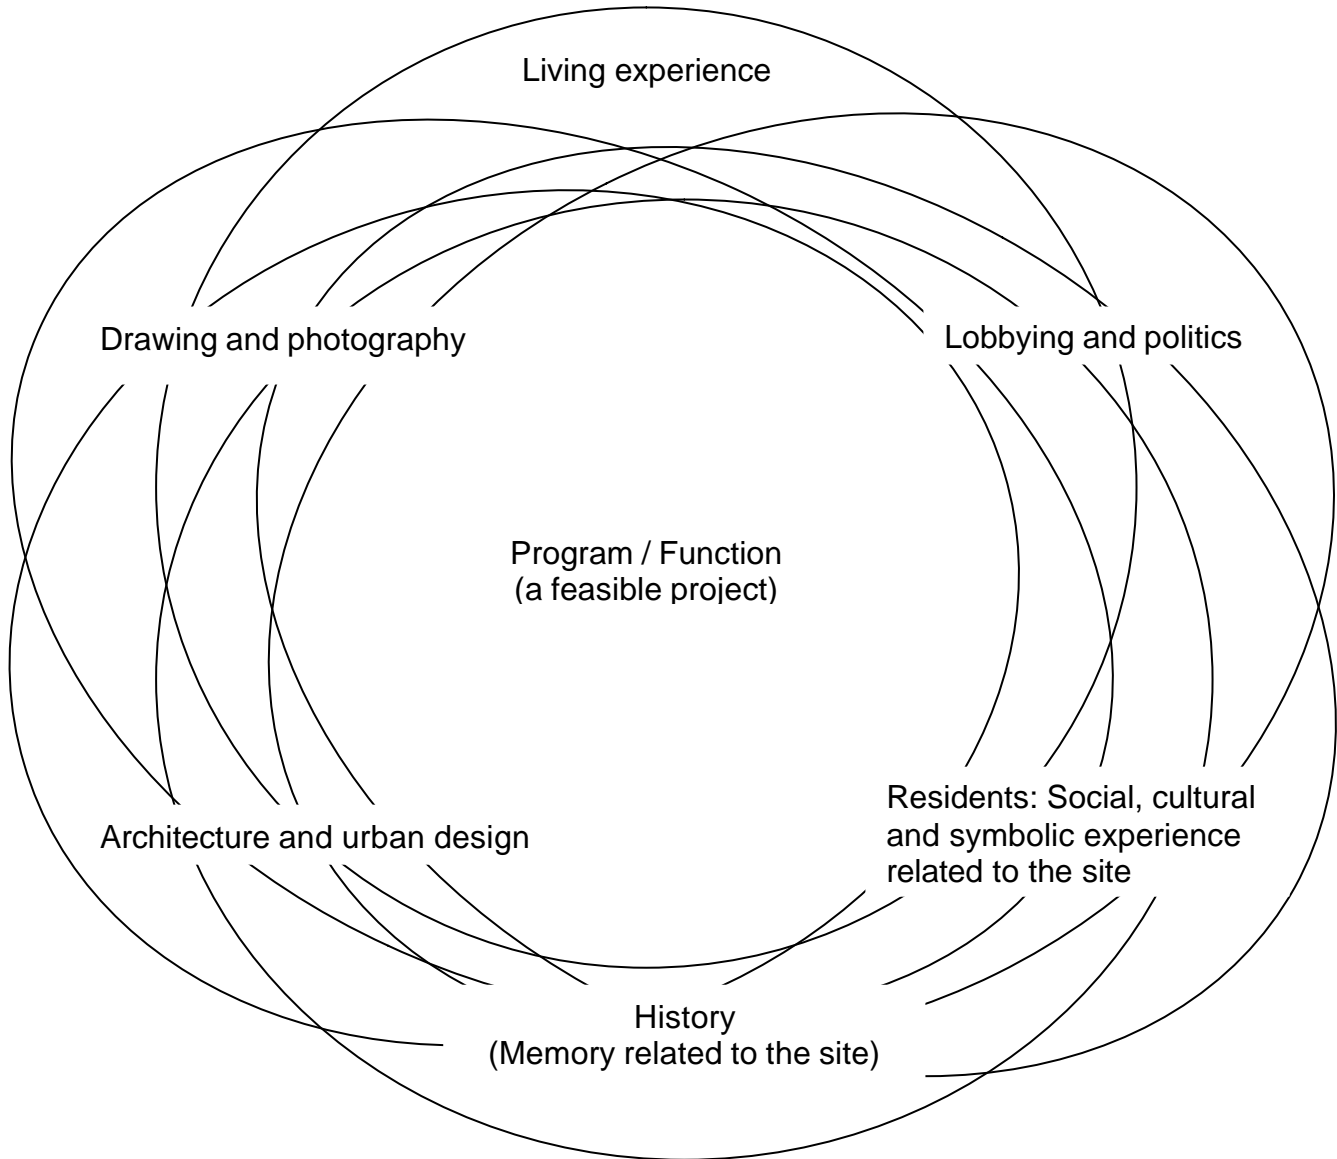 Living experience
Drawing and photography
Lobbying and politics
Program / Function
(a feasible project)
Architecture and urban design
Residents: Social, cultural
and symbolic experience
related to the site
History
(Memory related to the site)